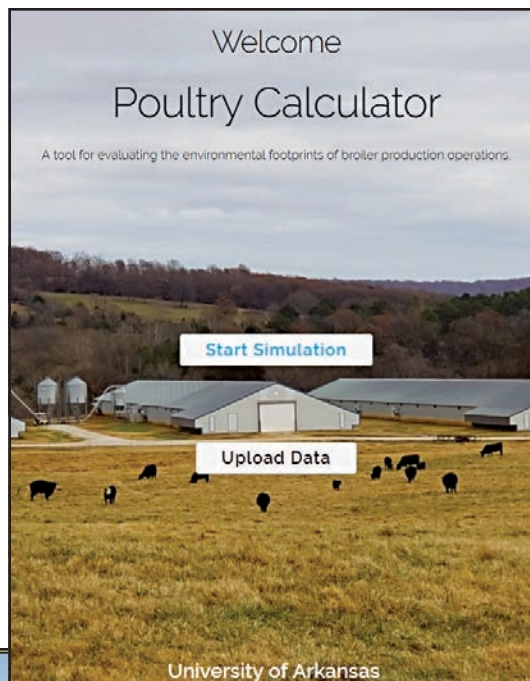 Welcome
Poultry Calculator
A tool for evaluating the environmental footprints of broiler production operations.
Start Simulation
Upload Data
University of Arkansas